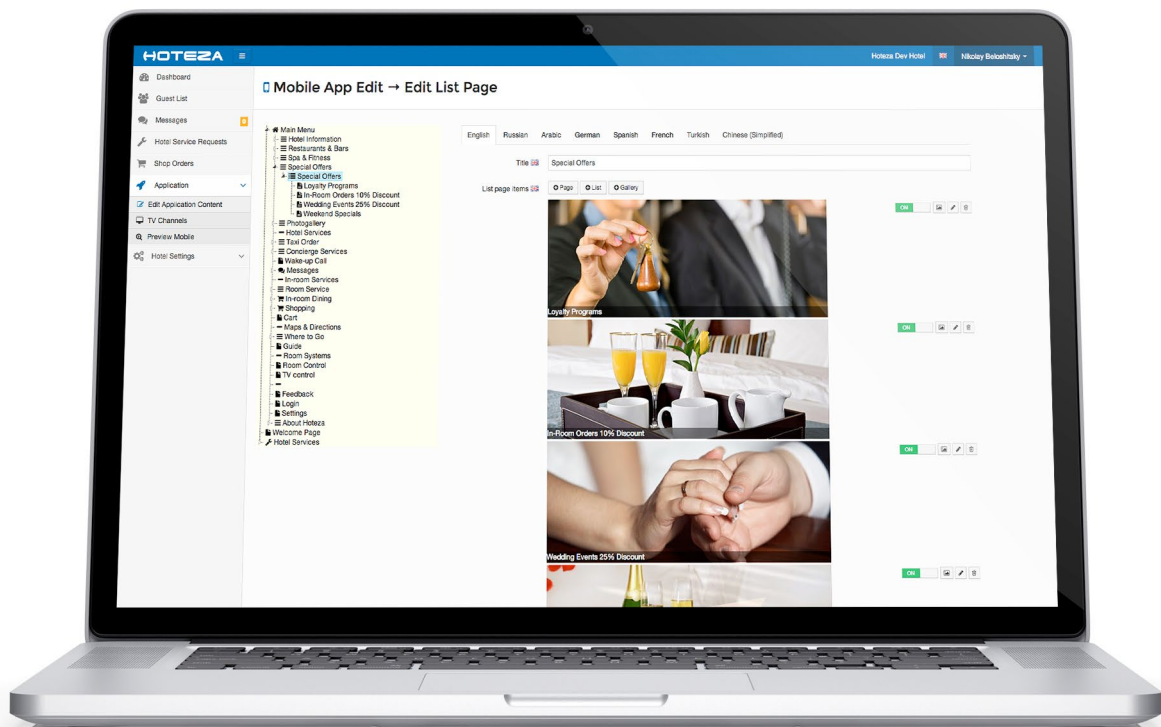 HOTEZA
Hoteza Dev Hotel
Nikolay Beloshitsky
Dashboard
Guest List
Messages
Hotel Service Requests
Shop Orders
Application
Edit Application Content
TV Channels
Preview Mobile
Hotel Settings
Mobile App Edit → Edit List Page
Main Menu
Hotel Information
Restaurants & Bars
Spa & Fitness
Special Offers
Special Offers
Loyalty Programs
In-Room Orders 10% Discount
Wedding Events 25% Discount
Weekend Specials
Photogallery
Hotel Services
Taxi Order
Concierge Services
Wake-up Call
Messages
In-room Services
Room Service
In-room Dining
Shopping
Cart
Maps & Directions
Where to Go
Guide
Room Systems
Room Control
TV control
Feedback
Login
Settings
About Hoteza
Welcome Page
Hotel Services
English Russian Arabic German Spanish French Turkish Chinese (Simplified)
Title Special Offers
List page items Page List Gallery
ON
Loyalty Programs
ON
In-Room Orders 10% Discount
ON
Wedding Events 25% Discount
ON